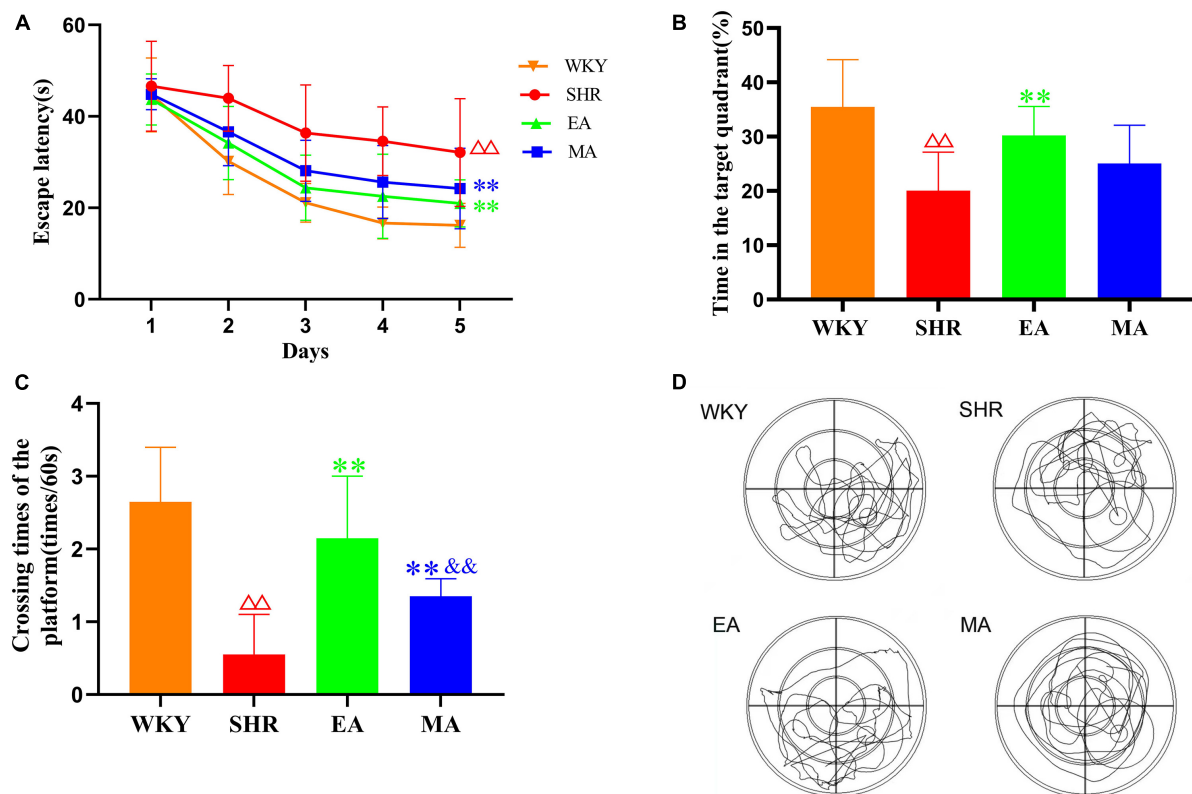 A
Escape latency(s)
60
40
20
0
1 2 3 4 5
Days
WKY
SHR
EA
MA
△△
**
**
B
Time in the target quadrant(%)
50
40
30
20
10
0
△△
**
WKY SHR EA MA
C
Crossing times of the
platform(times/60s)
4
3
2
1
0
△△
**
** &&
WKY SHR EA MA
D
WKY SHR
EA MA